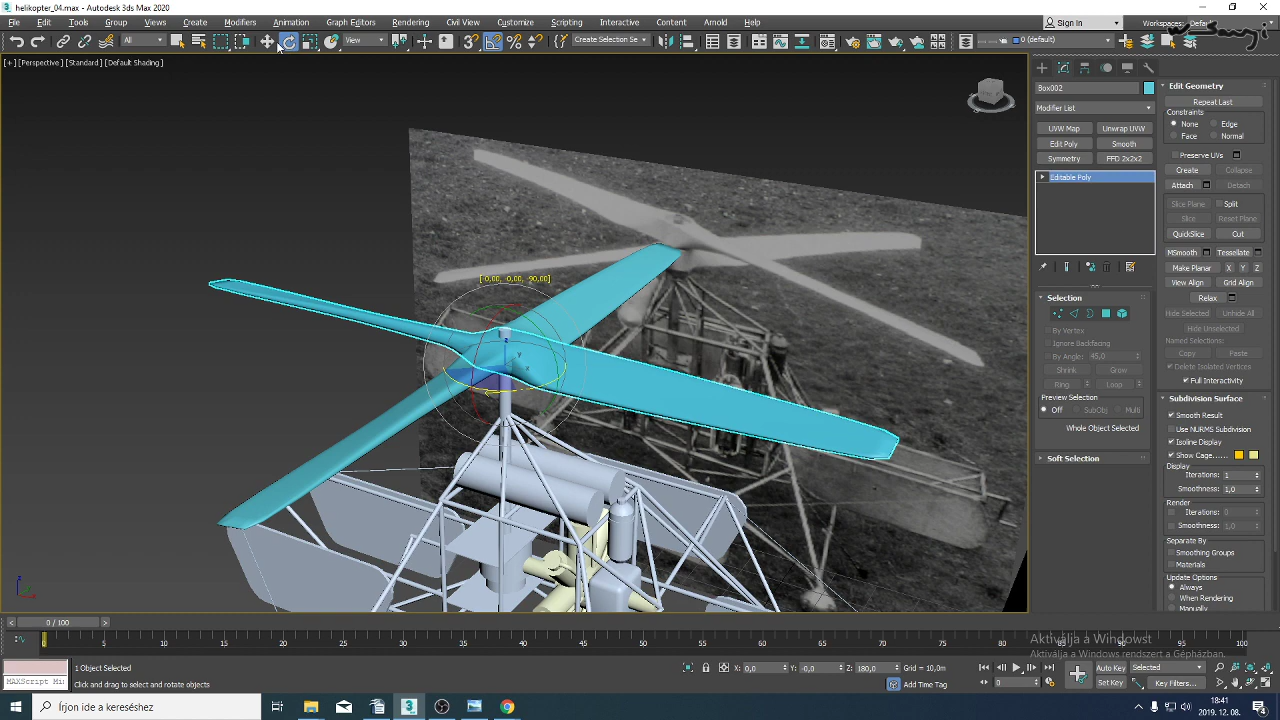 helikopter_04.max - Autodesk 3ds Max 2020
File Edit Tools Group Views Create Modifiers Animation Graph Editors Rendering Civil View Customize Scripting Interactive Content Arnold Help
Sign In Workspaces: Default
All View Create Selection Se 0 (default)
[+] [Perspective] [Standard] [Default Shading]
Box002
Modifier List
UVW Map Unwrap UVW
Edit Poly Smooth
Symmetry FFD 2x2x2
Editable Poly
Selection
By Vertex
Ignore Backfacing
By Angle: 45,0
Shrink Grow
Ring Loop
Preview Selection
Off SubObj Multi
Whole Object Selected
Soft Selection
Edit Geometry
Repeat Last
Constraints
None Edge
Face Normal
Preserve UVs
Create Collapse
Attach Detach
Slice Plane Split
Slice Reset Plane
QuickSlice Cut
MSmooth Tessellate
Make Planar X Y Z
View Align Grid Align
Relax
Hide Selected Unhide All
Hide Unselected
Named Selections:
Copy Paste
Delete Isolated Vertices
Full Interactivity
Subdivision Surface
Smooth Result
Use NURMS Subdivision
Isoline Display
Show Cage......
Display
Iterations: 1
Smoothness: 1,0
Render
Iterations: 0
Smoothness: 1,0
Separate By
Smoothing Groups
Materials
Update Options
Always
When Rendering
Manually
[-0,00, -0,00, -90,00]
0 / 100
0 5 10 15 20 25 30 35 40 45 50 55 60 65 70 75 80 85 90 95 100
Aktiválja a Windowst
Aktiválja a Windows rendszert a Gépházban.
1 Object Selected
X: 0,0 Y: -0,0 Z: 180,0 Grid = 10,0m
Auto Key Selected
MAXScript Mi
Click and drag to select and rotate objects
Add Time Tag
0
Set Key Key Filters...
Írjon ide a kereséshez
18:41
2019. 12. 08.